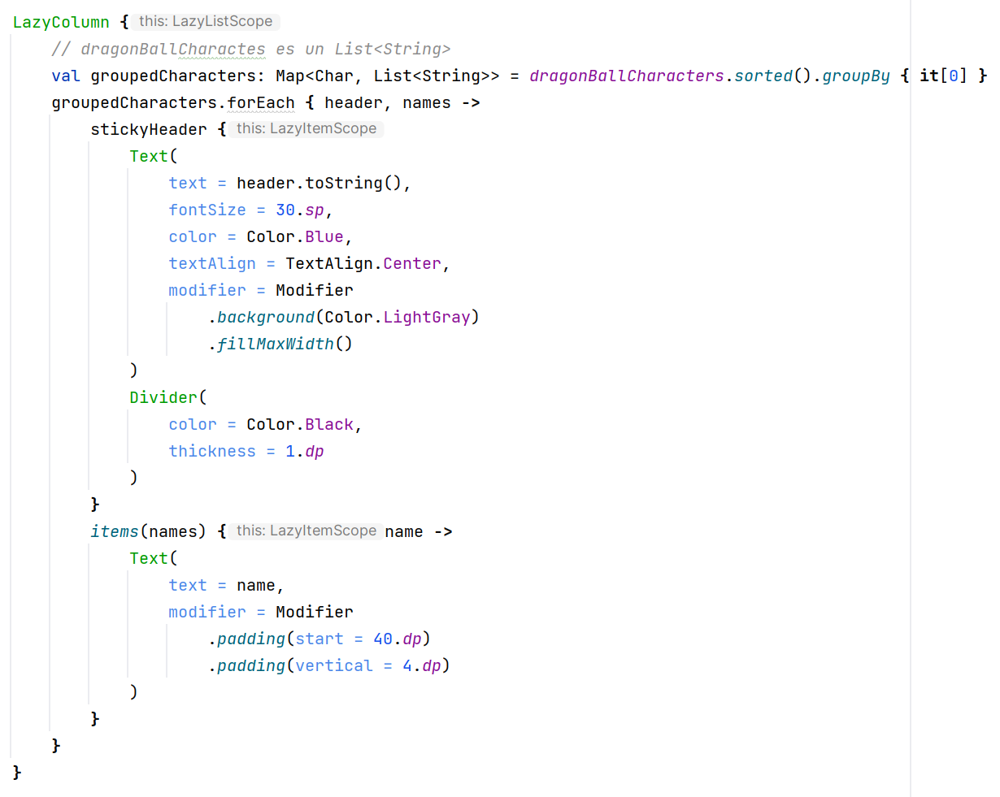 LazyColumn { this: LazyListScope
    // dragonBallCharactes es un List<String>
    val groupedCharacters: Map<Char, List<String>> = dragonBallCharacters.sorted().groupBy { it[0] }
    groupedCharacters.forEach { header, names ->
        stickyHeader { this: LazyItemScope
            Text(
                text = header.toString(),
                fontSize = 30.sp,
                color = Color.Blue,
                textAlign = TextAlign.Center,
                modifier = Modifier
                    .background(Color.LightGray)
                    .fillMaxWidth()
            )
            Divider(
                color = Color.Black,
                thickness = 1.dp
            )
        }
        items(names) { this: LazyItemScope name ->
            Text(
                text = name,
                modifier = Modifier
                    .padding(start = 40.dp)
                    .padding(vertical = 4.dp)
            )
        }
    }
}